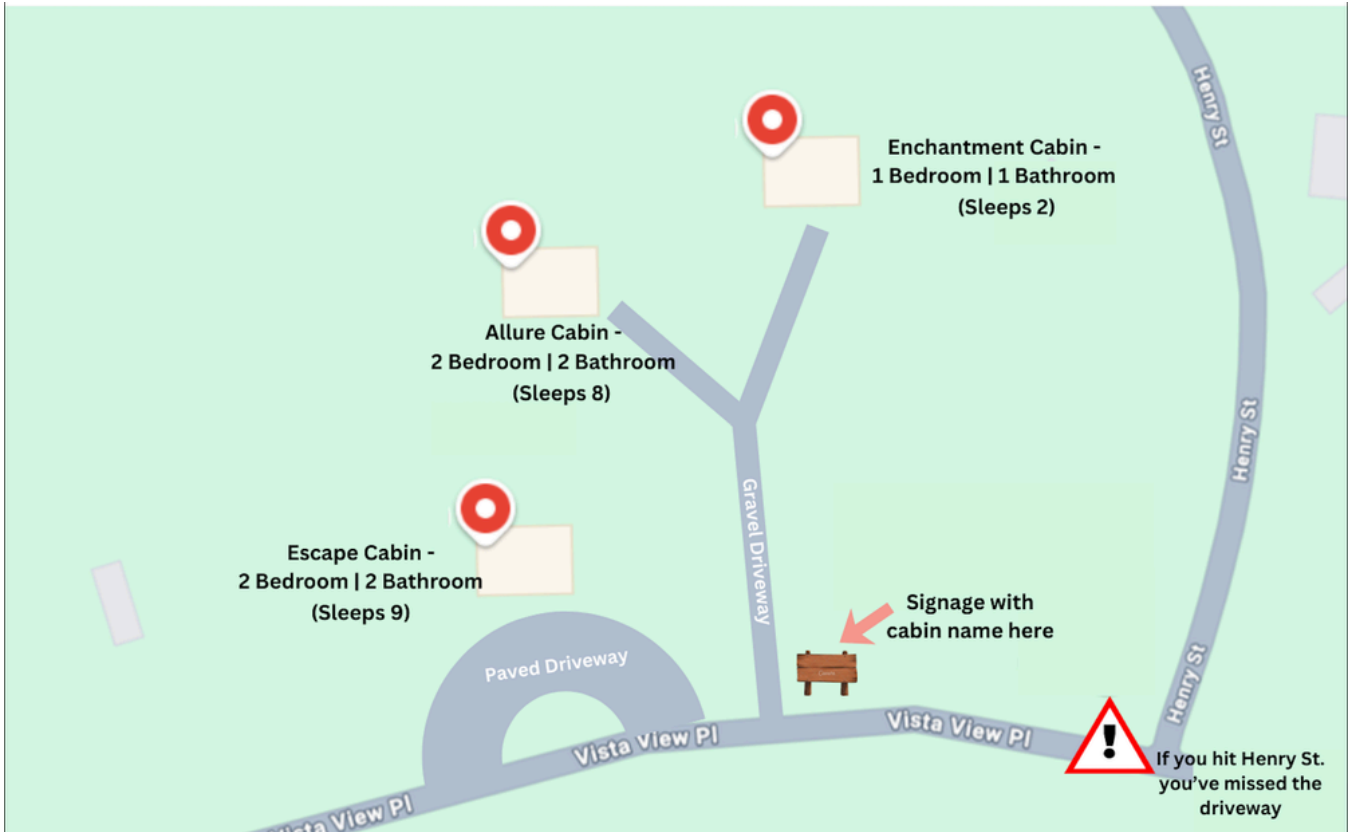 Henry St
Enchantment Cabin -
1 Bedroom | 1 Bathroom
(Sleeps 2)
Allure Cabin -
2 Bedroom | 2 Bathroom
(Sleeps 8)
Henry St
Gravel Driveway
Escape Cabin -
2 Bedroom | 2 Bathroom
(Sleeps 9)
Signage with
cabin name here
Paved Driveway
Henry St
Vista View Pl
Vista View Pl
!
If you hit Henry St.
you've missed the
driveway
Vista View Pl